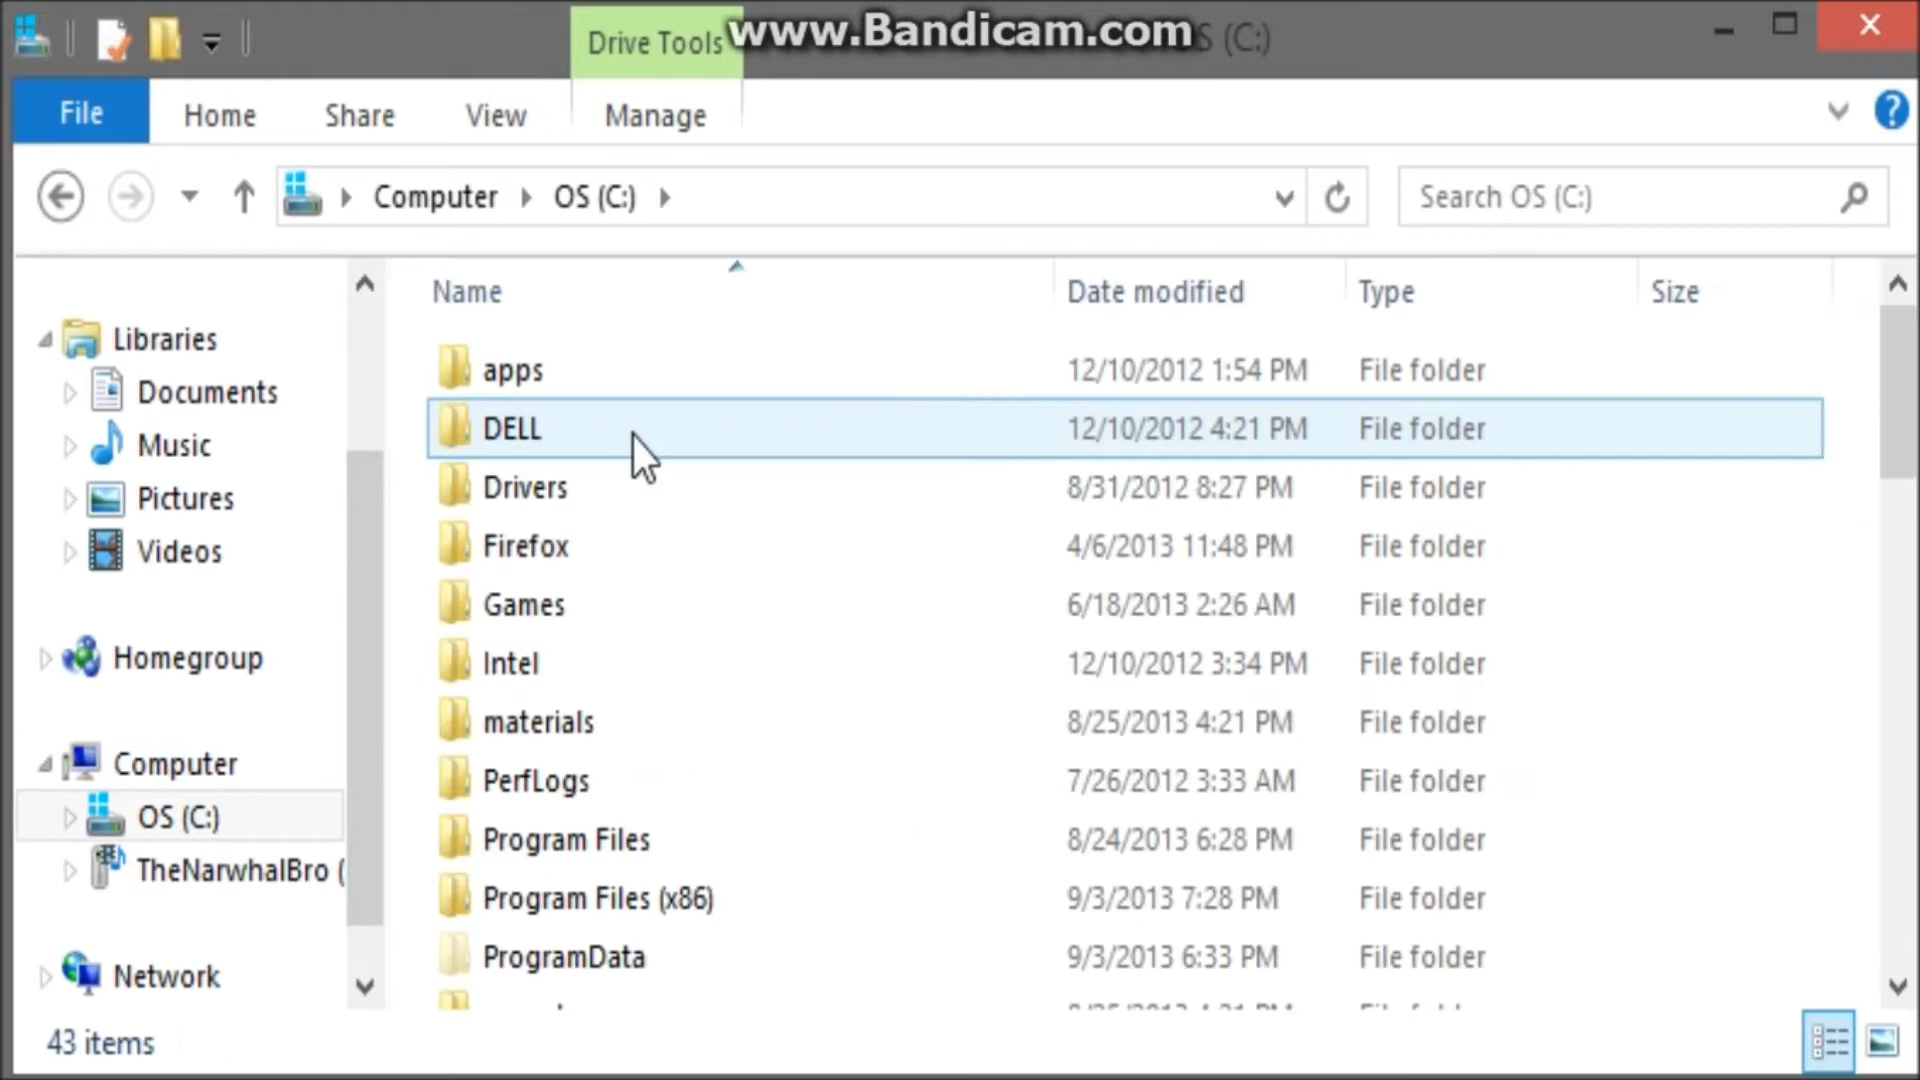 Drive Tools
www.Bandicam.com
S (C:)
File
Home
Share
View
Manage
Computer
OS (C:)
Search OS (C:)
Name
Date modified
Type
Size
Libraries
Documents
Music
Pictures
Videos
Homegroup
Computer
OS (C:)
TheNarwhalBro (
Network
apps 12/10/2012 1:54 PM File folder
DELL 12/10/2012 4:21 PM File folder
Drivers 8/31/2012 8:27 PM File folder
Firefox 4/6/2013 11:48 PM File folder
Games 6/18/2013 2:26 AM File folder
Intel 12/10/2012 3:34 PM File folder
materials 8/25/2013 4:21 PM File folder
PerfLogs 7/26/2012 3:33 AM File folder
Program Files 8/24/2013 6:28 PM File folder
Program Files (x86) 9/3/2013 7:28 PM File folder
ProgramData 9/3/2013 6:33 PM File folder
43 items